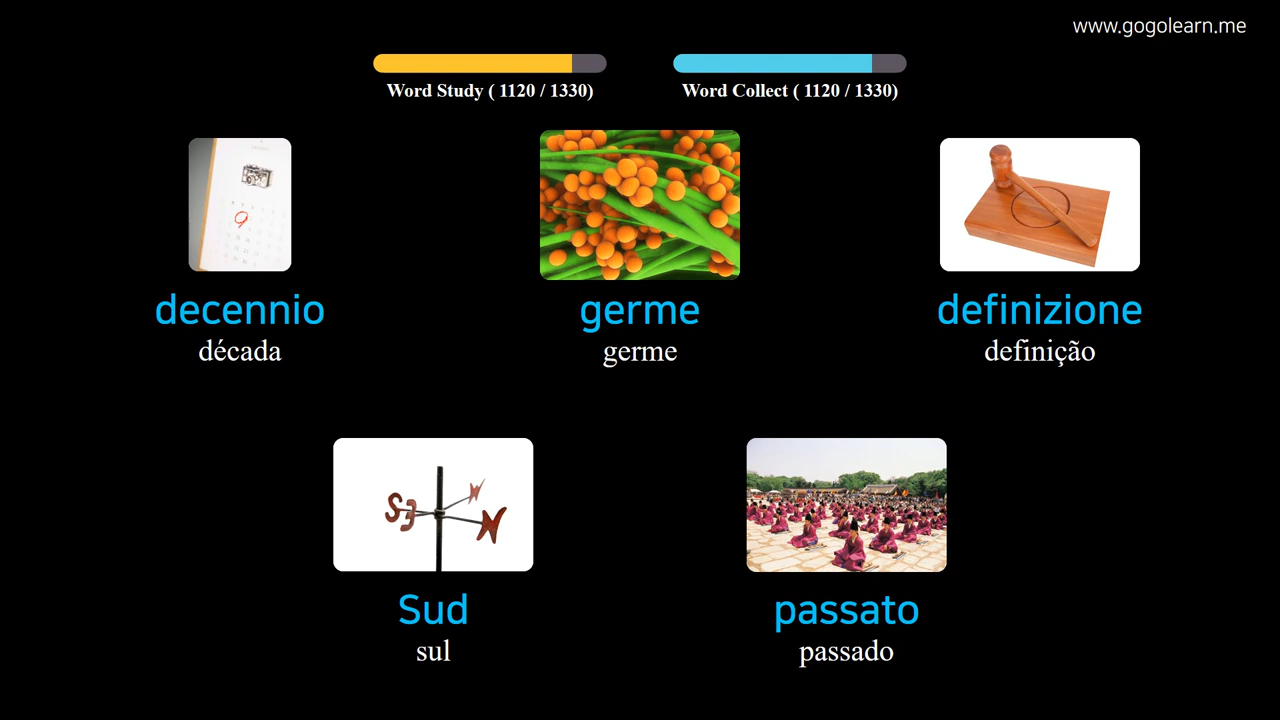 www.gogolearn.me
Word Study ( 1120 / 1330)
Word Collect ( 1120 / 1330)
decennio
década
germe
germe
definizione
definição
Sud
sul
passato
passado